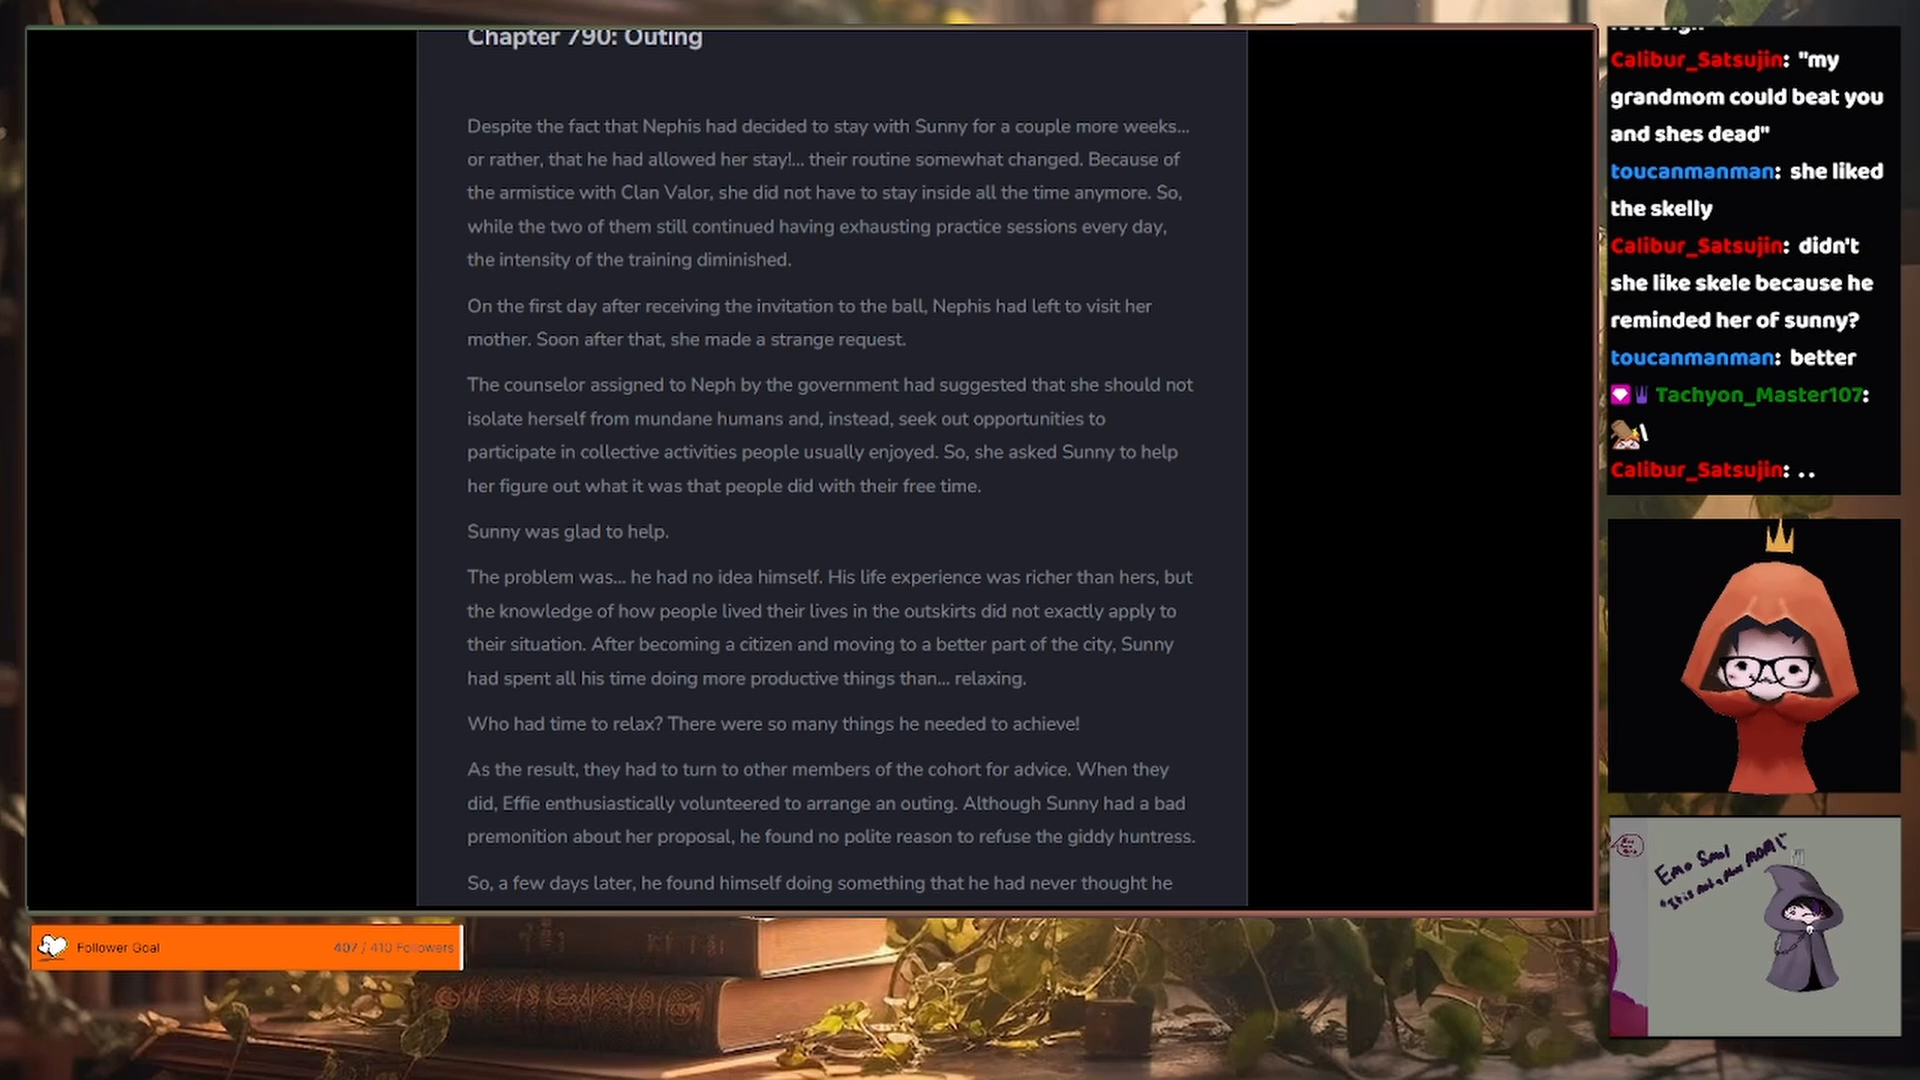 Chapter 790: Outing
Despite the fact that Nephis had decided to stay with Sunny for a couple more weeks...
or rather, that he had allowed her stay!... their routine somewhat changed. Because of
the armistice with Clan Valor, she did not have to stay inside all the time anymore. So,
while the two of them still continued having exhausting practice sessions every day,
the intensity of the training diminished.
On the first day after receiving the invitation to the ball, Nephis had left to visit her
mother. Soon after that, she made a strange request.
The counselor assigned to Neph by the government had suggested that she should not
isolate herself from mundane humans and, instead, seek out opportunities to
participate in collective activities people usually enjoyed. So, she asked Sunny to help
her figure out what it was that people did with their free time.
Sunny was glad to help.
The problem was... he had no idea himself. His life experience was richer than hers, but
the knowledge of how people lived their lives in the outskirts did not exactly apply to
their situation. After becoming a citizen and moving to a better part of the city, Sunny
had spent all his time doing more productive things than... relaxing.
Who had time to relax? There were so many things he needed to achieve!
As the result, they had to turn to other members of the cohort for advice. When they
did, Effie enthusiastically volunteered to arrange an outing. Although Sunny had a bad
premonition about her proposal, he found no polite reason to refuse the giddy huntress.
So, a few days later, he found himself doing something that he had never thought he
Calibur_Satsujin: "my
grandmom could beat you
and shes dead"
toucanmanman: she liked
the skelly
Calibur_Satsujin: didn't
she like skele because he
reminded her of sunny?
toucanmanman: better
Tachyon_Master107:
Calibur_Satsujin: . .
Emo Smol
Follower Goal
407 / 410 Followers